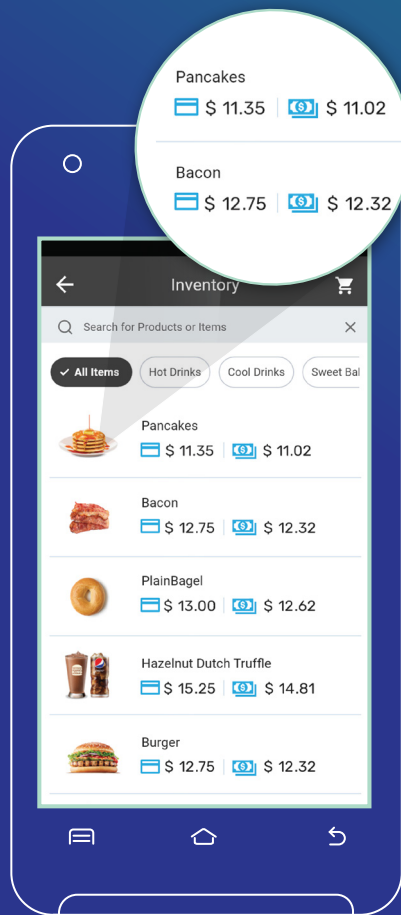 Pancakes
$ 11.35 $ 11.02
Bacon
$ 12.75 $ 12.32
Inventory
Search for Products or Items
All Items Hot Drinks Cool Drinks Sweet Bal
Pancakes
$ 11.35 $ 11.02
Bacon
$ 12.75 $ 12.32
PlainBagel
$ 13.00 $ 12.62
Hazelnut Dutch Truffle
$ 15.25 $ 14.81
Burger
$ 12.75 $ 12.32